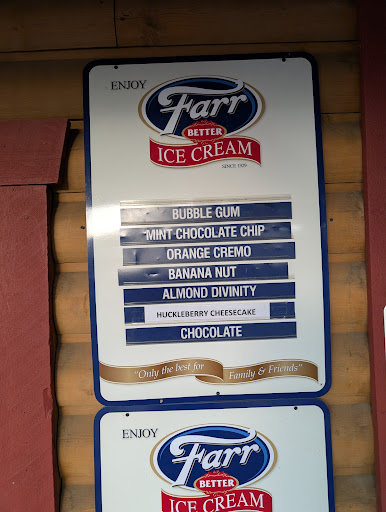 ENJOY
Farr
BETTER
ICE CREAM
SINCE 1929
BUBBLE GUM
MINT CHOCOLATE CHIP
ORANGE CREMO
BANANA NUT
ALMOND DIVINITY
HUCKLEBERRY CHEESECAKE
CHOCOLATE
"Only the best for Family & Friends"
ENJOY
Farr
BETTER
ICE CREAM